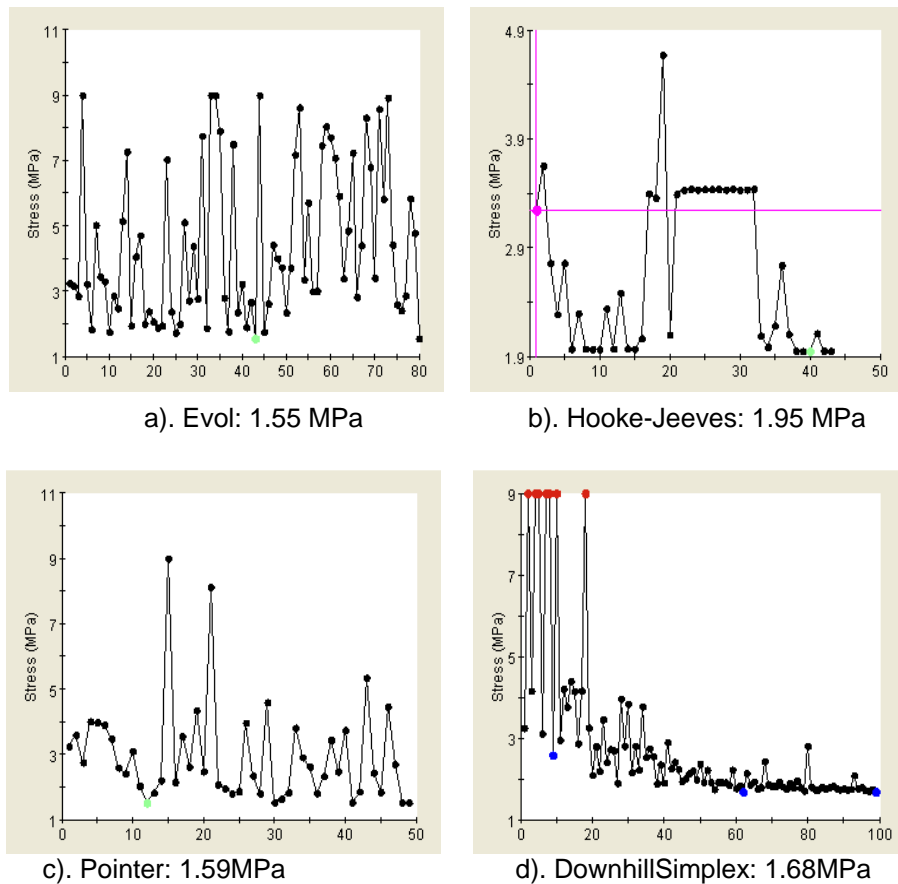 11
9
7
5
3
1
Stress (MPa)
0 10 20 30 40 50 60 70 80
a). Evol: 1.55 MPa
4.9
3.9
2.9
1.9
Stress (MPa)
0 10 20 30 40 50
b). Hooke-Jeeves: 1.95 MPa
11
9
7
5
3
1
Stress (MPa)
0 10 20 30 40 50
c). Pointer: 1.59MPa
9
7
5
3
1
Stress (MPa)
0 20 40 60 80 100
d). DownhillSimplex: 1.68MPa